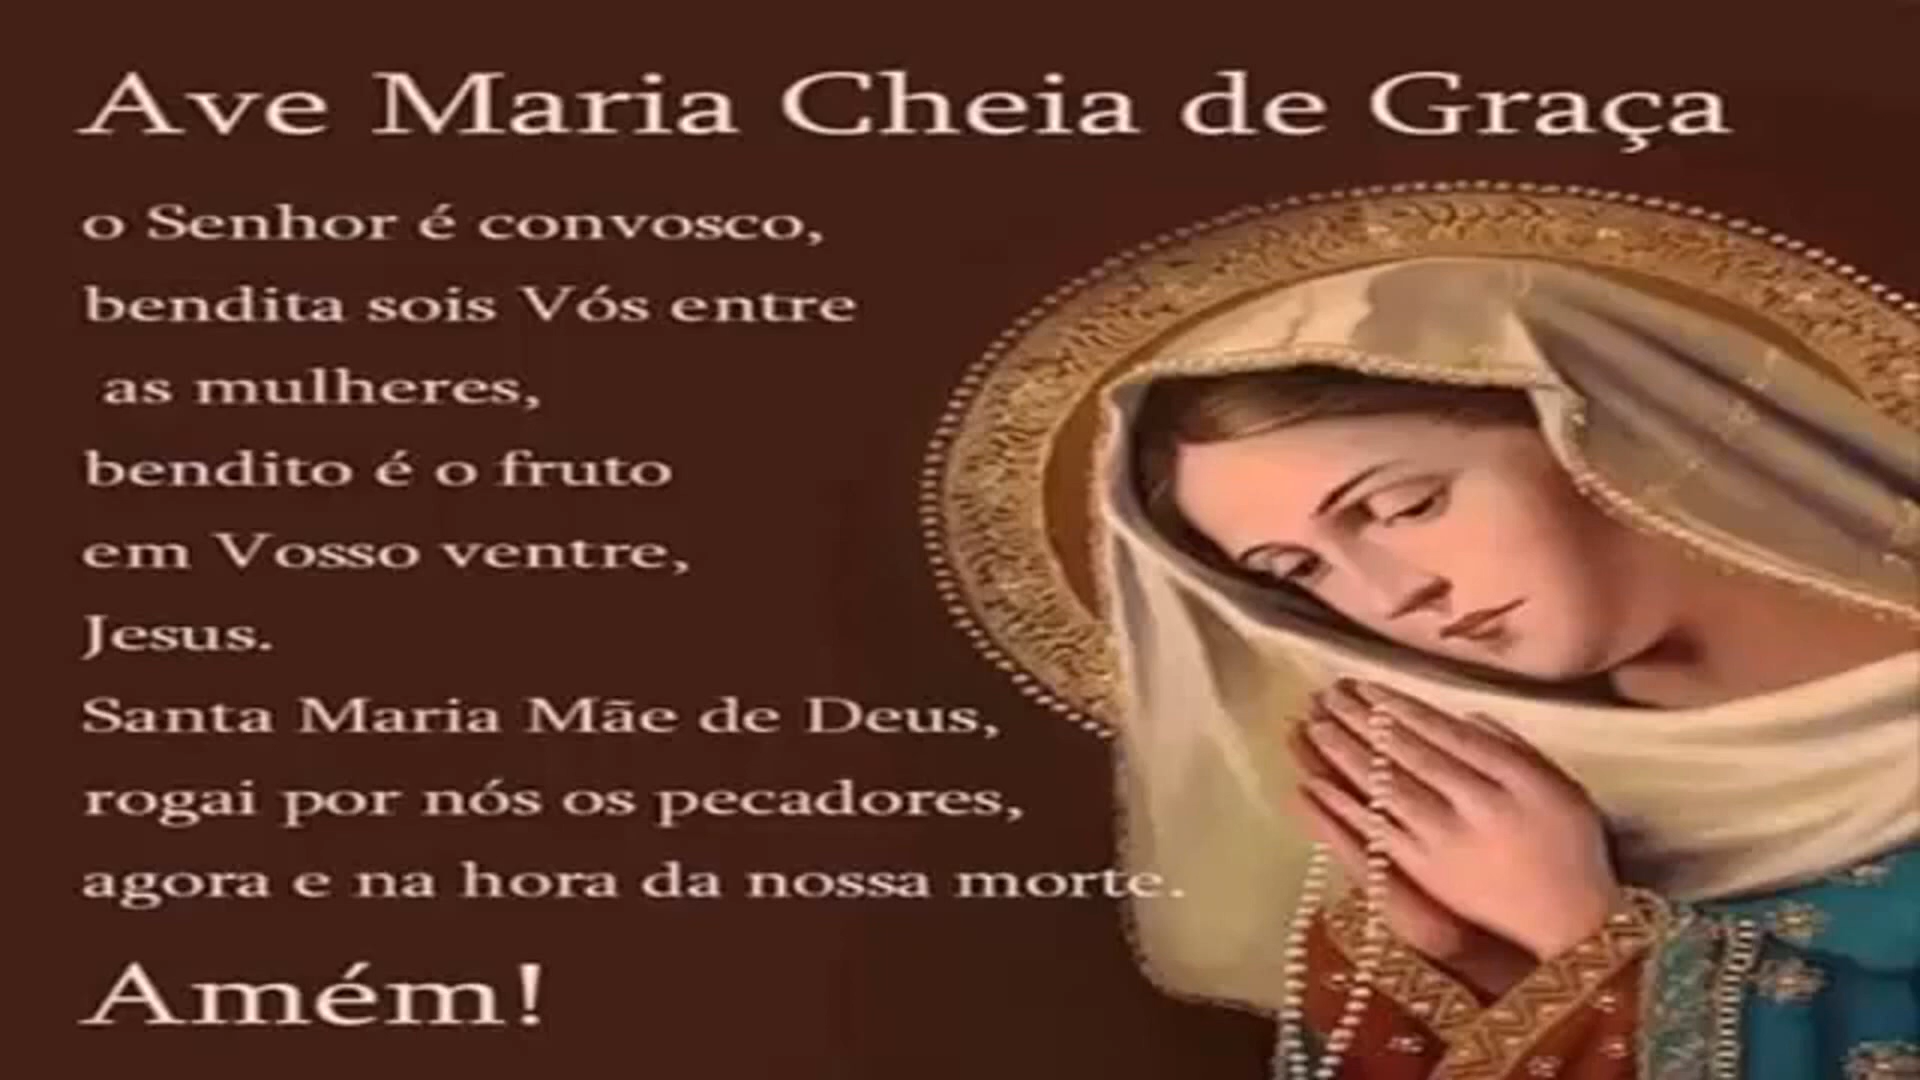 Ave Maria Cheia de Graça
o Senhor é convosco,
bendita sois Vós entre
as mulheres,
bendito é o fruto
em Vosso ventre,
Jesus.
Santa Maria Mãe de Deus,
rogai por nós os pecadores,
agora e na hora da nossa morte.
Amém!